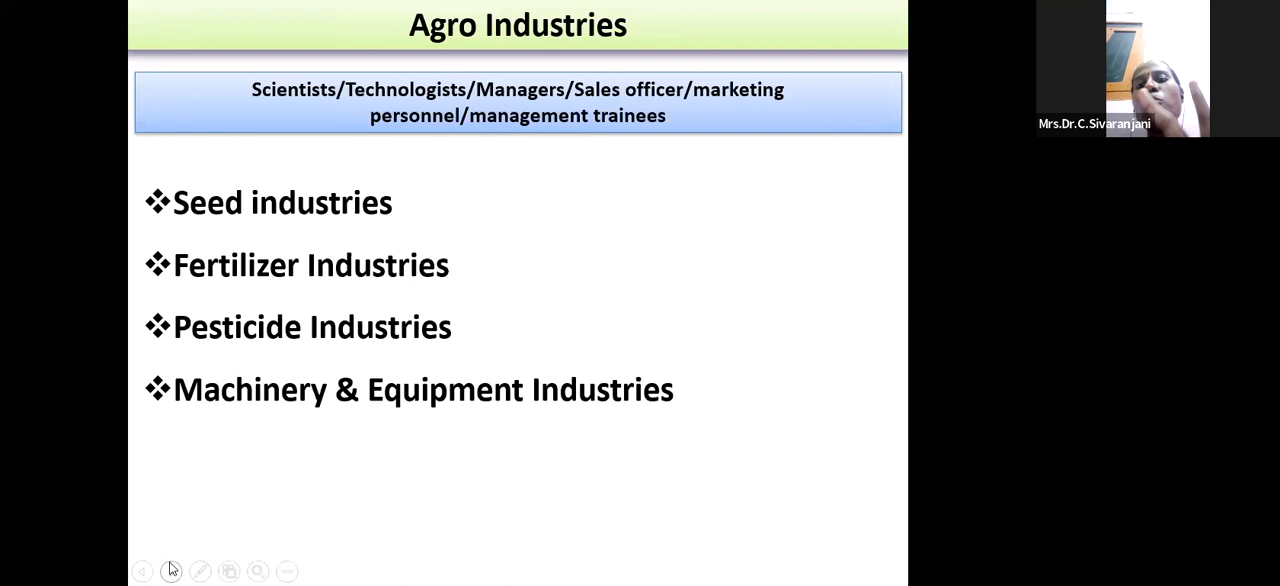 Agro Industries
Scientists/Technologists/Managers/Sales officer/marketing
personnel/management trainees
❖Seed industries
❖Fertilizer Industries
❖Pesticide Industries
❖Machinery & Equipment Industries
Mrs.Dr.C.Sivaranjani